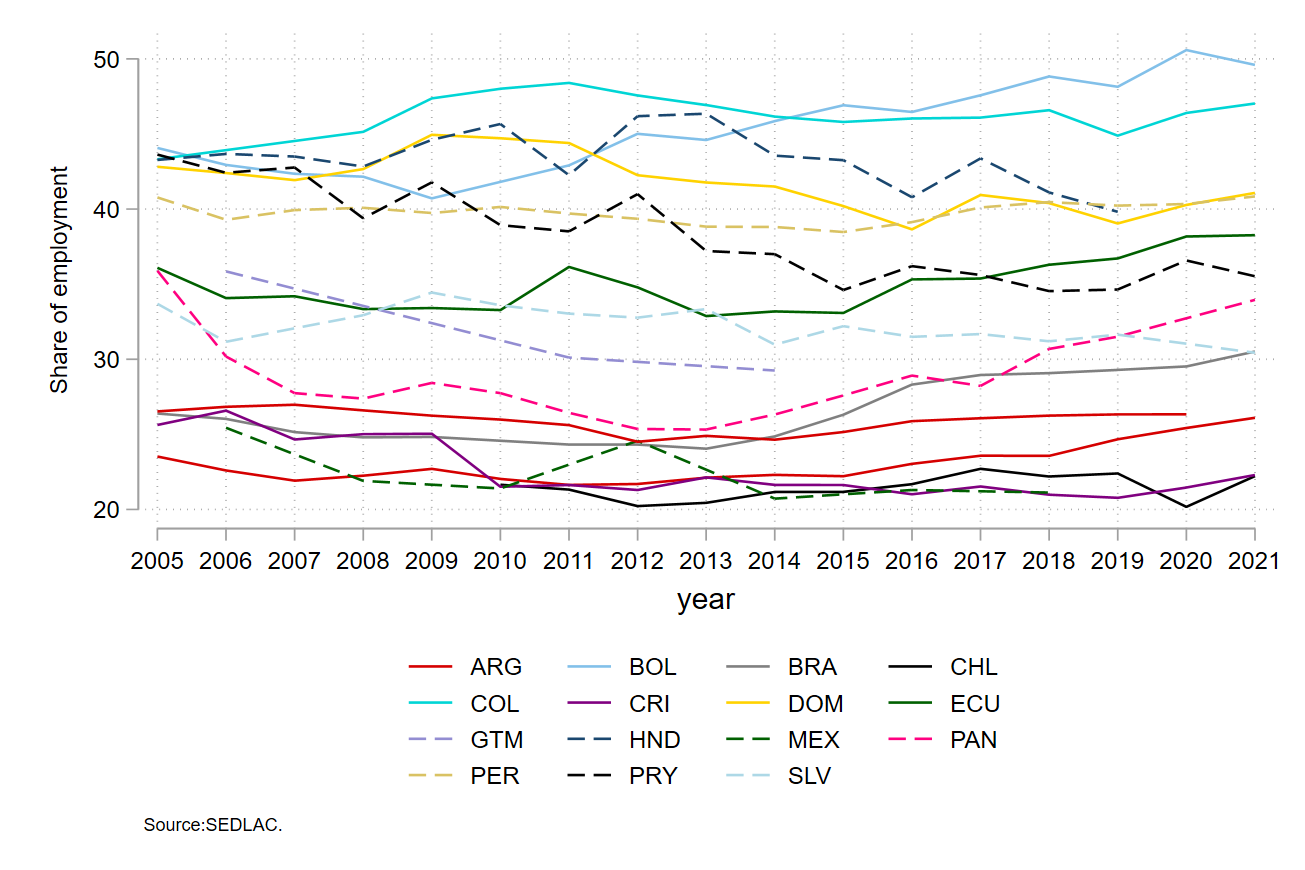 50
40
30
20
Share of employment
2005 2006 2007 2008 2009 2010 2011 2012 2013 2014 2015 2016 2017 2018 2019 2020 2021
year
ARG BOL BRA CHL
COL CRI DOM ECU
GTM HND MEX PAN
PER PRY SLV
Source:SEDLAC.